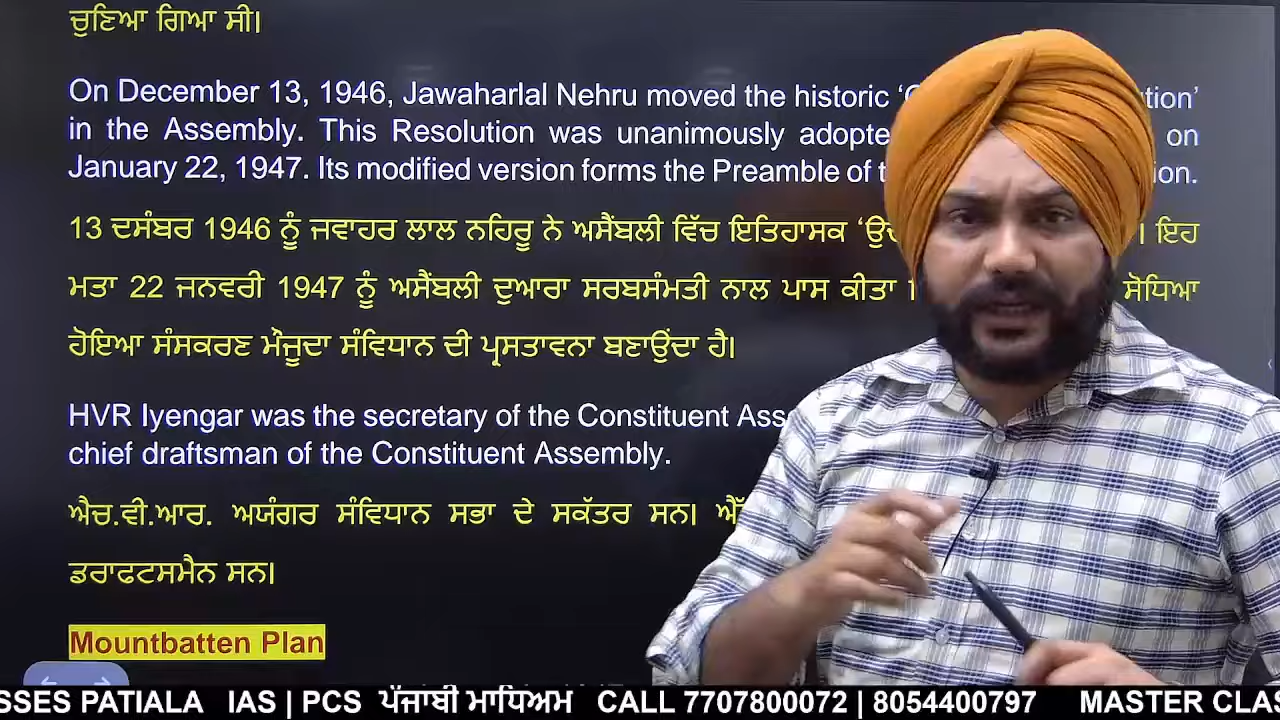 ਚੁਣਿਆ ਗਿਆ ਸੀ।
On December 13, 1946, Jawaharlal Nehru moved the historic
in the Assembly. This Resolution was unanimously on
January 22, 1947. Its modified version forms the Preamble of
13 ਦਸੰਬਰ 1946 ਨੂੰ ਜਵਾਹਰ ਲਾਲ ਨਹਿਰੂ ਨੇ ਅਸੈਂਬਲੀ ਵਿੱਚ ਇਤਿਹਾਸਕ ਇਹ
ਮਤਾ 22 ਜਨਵਰੀ 1947 ਨੂੰ ਅਸੈਂਬਲੀ ਦੁਆਰਾ ਸਰਬਸੰਮਤੀ ਨਾਲ ਪਾਸ ਕੀਤਾ ਸੋਧਿਆ
ਹੋਇਆ ਸੰਸਕਰਣ ਮੌਜੂਦਾ ਸੰਵਿਧਾਨ ਦੀ ਪ੍ਰਸਤਾਵਨਾ ਬਣਾਉਂਦਾ ਹੈ।
HVR Iyengar was the secretary of the Constituent
chief draftsman of the Constituent Assembly.
ਐਚ.ਵੀ.ਆਰ. ਅਯੰਗਰ ਸੰਵਿਧਾਨ ਸਭਾ ਦੇ ਸਕੱਤਰ ਸਨ।
ਡਰਾਫਟਸਮੈਨ ਸਨ।
Mountbatten Plan
SSES PATIALA IAS | PCS ਪੰਜਾਬੀ ਮਾਧਿਅਮ CALL 7707800072 | 8054400797 MASTER CLAS